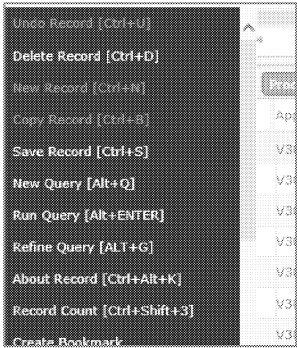 Undo Record [Ctrl+U]
Delete Record [Ctrl+D]
New Record [Ctrl+N]
Copy Record [Ctrl+B]
Save Record [Ctrl+S]
New Query [Alt+Q]
Run Query [Alt+ENTER]
Refine Query [ALT+G]
About Record [Ctrl+Alt+K]
Record Count [Ctrl+Shift+3]
Create Bookmark